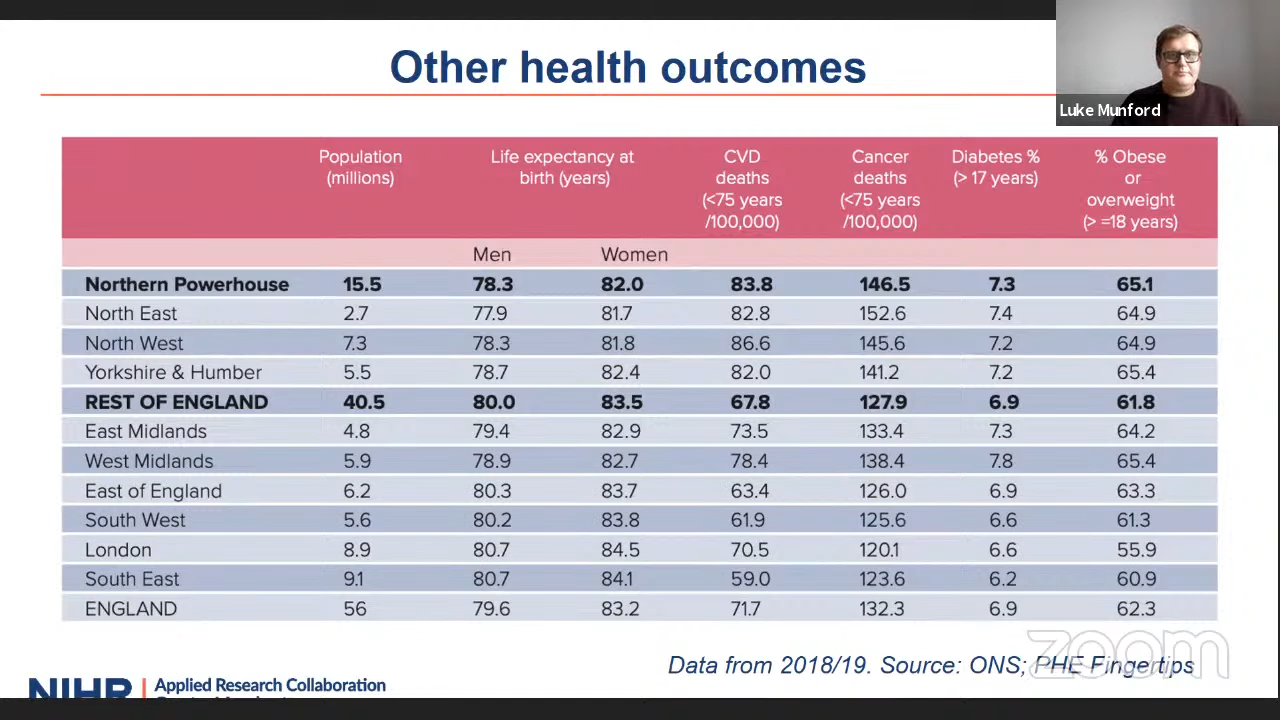 Other health outcomes
Luke Munford
Population (millions) Life expectancy at birth (years) CVD deaths (<75 years /100,000) Cancer deaths (<75 years /100,000) Diabetes % (> 17 years) % Obese or overweight (> =18 years)
Men Women
Northern Powerhouse 15.5 78.3 82.0 83.8 146.5 7.3 65.1
North East 2.7 77.9 81.7 82.8 152.6 7.4 64.9
North West 7.3 78.3 81.8 86.6 145.6 7.2 64.9
Yorkshire & Humber 5.5 78.7 82.4 82.0 141.2 7.2 65.4
REST OF ENGLAND 40.5 80.0 83.5 67.8 127.9 6.9 61.8
East Midlands 4.8 79.4 82.9 73.5 133.4 7.3 64.2
West Midlands 5.9 78.9 82.7 78.4 138.4 7.8 65.4
East of England 6.2 80.3 83.7 63.4 126.0 6.9 63.3
South West 5.6 80.2 83.8 61.9 125.6 6.6 61.3
London 8.9 80.7 84.5 70.5 120.1 6.6 55.9
South East 9.1 80.7 84.1 59.0 123.6 6.2 60.9
ENGLAND 56 79.6 83.2 71.7 132.3 6.9 62.3
Data from 2018/19. Source: ONS; PHE Fingertips
zoom
NIHR | Applied Research Collaboration